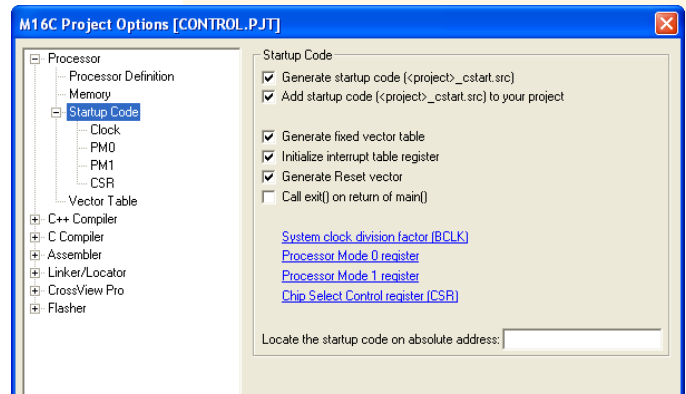 M16C Project Options [CONTROL.PJT]
Processor
Processor Definition
Memory
Startup Code
Clock
PM0
PM1
CSR
Vector Table
C++ Compiler
C Compiler
Assembler
Linker/Locator
CrossView Pro
Flasher
Startup Code
Generate startup code (<project>_cstart.src)
Add startup code (<project>_cstart.src) to your project
Generate fixed vector table
Initialize interrupt table register
Generate Reset vector
Call exit() on return of main()
System clock division factor (BCLK)
Processor Mode 0 register
Processor Mode 1 register
Chip Select Control register (CSR)
Locate the startup code on absolute address: